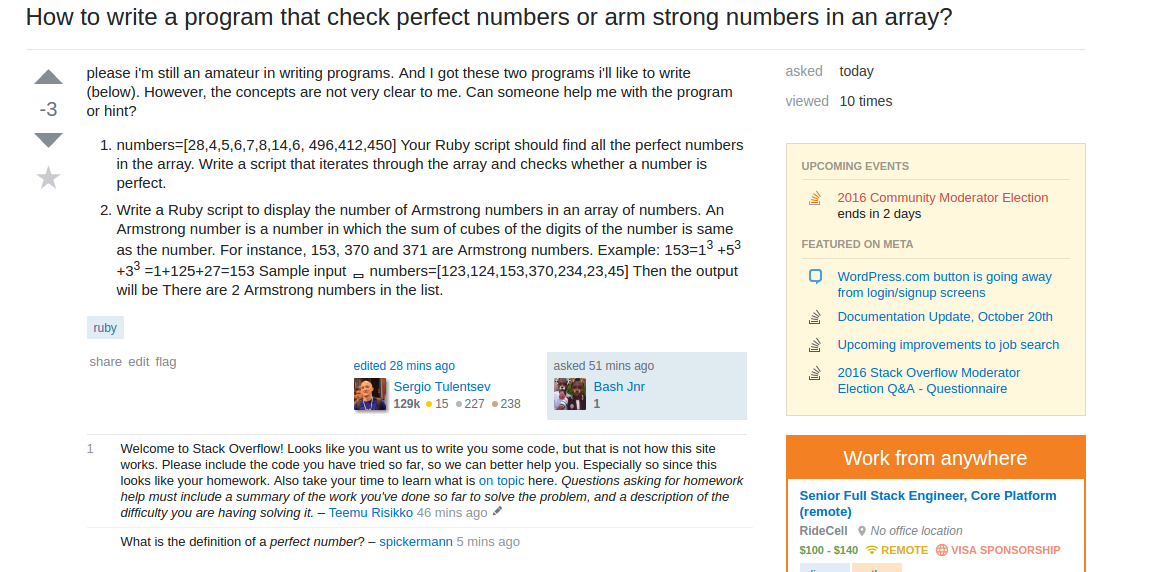 How to write a program that check perfect numbers or arm strong numbers in an array?
-3
please i'm still an amateur in writing programs. And I got these two programs i'll like to write
(below). However, the concepts are not very clear to me. Can someone help me with the program
or hint?
1. numbers=[28,4,5,6,7,8,14,6, 496,412,450] Your Ruby script should find all the perfect numbers
in the array. Write a script that iterates through the array and checks whether a number is
perfect.
2. Write a Ruby script to display the number of Armstrong numbers in an array of numbers. An
Armstrong number is a number in which the sum of cubes of the digits of the number is same
as the number. For instance, 153, 370 and 371 are Armstrong numbers. Example: 153=1³ +5³
+3³ =1+125+27=153 Sample input numbers=[123,124,153,370,234,23,45] Then the output
will be There are 2 Armstrong numbers in the list.
ruby
share edit flag
edited 28 mins ago
Sergio Tulentsev
129k 15 227 238
asked 51 mins ago
Bash Jnr
1
1 Welcome to Stack Overflow! Looks like you want us to write you some code, but that is not how this site
works. Please include the code you have tried so far, so we can better help you. Especially so since this
looks like your homework. Also take your time to learn what is on topic here. Questions asking for homework
help must include a summary of the work you've done so far to solve the problem, and a description of the
difficulty you are having solving it. – Teemu Risikko 46 mins ago
What is the definition of a perfect number? – spickermann 5 mins ago
asked today
viewed 10 times
UPCOMING EVENTS
2016 Community Moderator Election
ends in 2 days
FEATURED ON META
WordPress.com button is going away
from login/signup screens
Documentation Update, October 20th
Upcoming improvements to job search
2016 Stack Overflow Moderator
Election Q&A - Questionnaire
Work from anywhere
Senior Full Stack Engineer, Core Platform
(remote)
RideCell No office location
$100 - $140 REMOTE VISA SPONSORSHIP